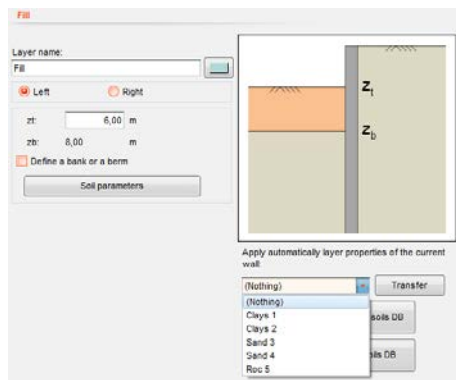 Fill
Layer name:
Fill
Left Right
zt: 6,00 m
zb: 8,00 m
Define a bank or a berm
Soil parameters
Zt
Zb
Apply automatically layer properties of the current
wall:
(Nothing) Transfer
(Nothing)
Clays 1
Clays 2
Sand 3
Sand 4
Roc 5
soils DB
DB